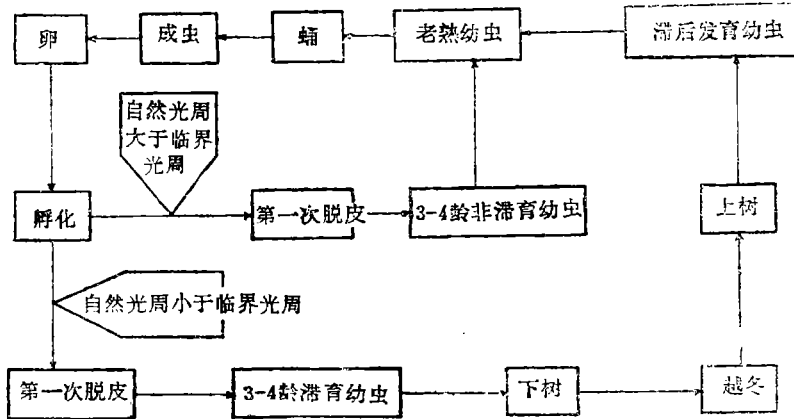 卵
成虫
蛹
老熟幼虫
滞后发育幼虫
自然光周
大于临界
光周
孵化
第一次脱皮
3-4龄非滞育幼虫
上树
自然光周小于临界光周
第一次脱皮
3-4龄滞育幼虫
下树
越冬